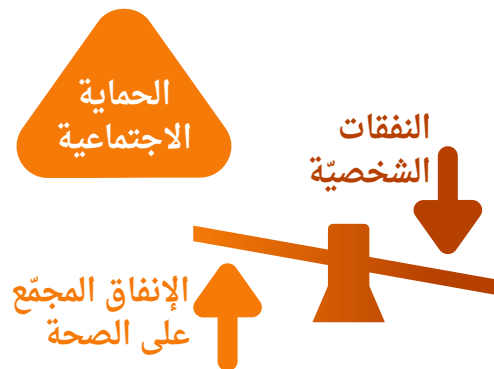 الحماية
الاجتماعية
النفقات
الشخصيّة
الإنفاق المجمّع
على الصحة